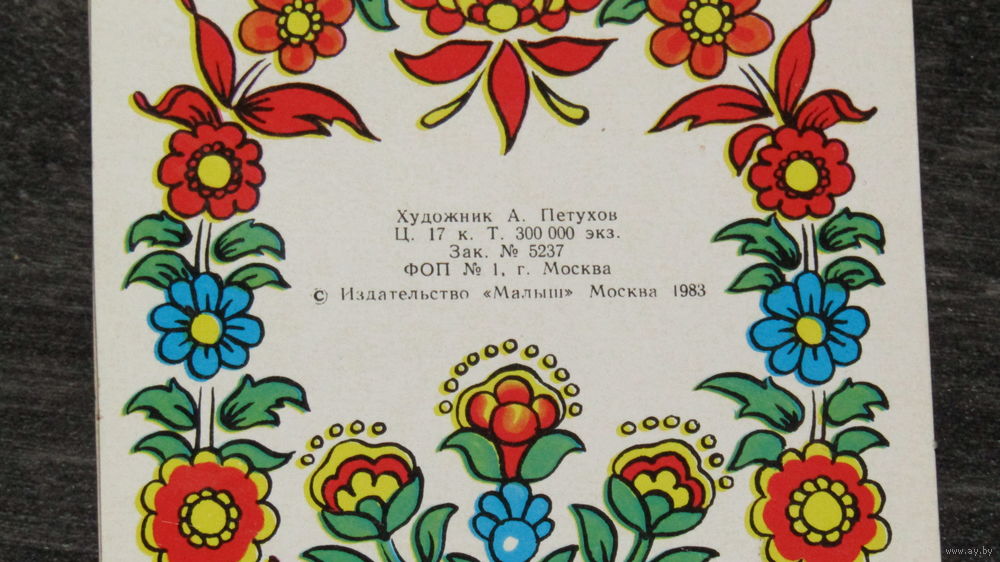 Художник А. Петухов
Ц. 17 к. Т. 300 000 экз.
Зак. № 5237
ФОП № 1, г. Москва
© Издательство «Малыш» Москва 1983
www.ay.by